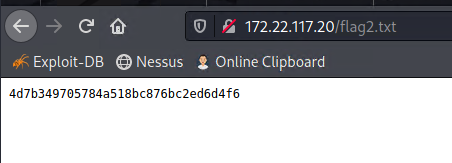 172.22.117.20/flag2.txt
Exploit-DB Nessus Online Clipboard
4d7b349705784a518bc876bc2ed6d4f6